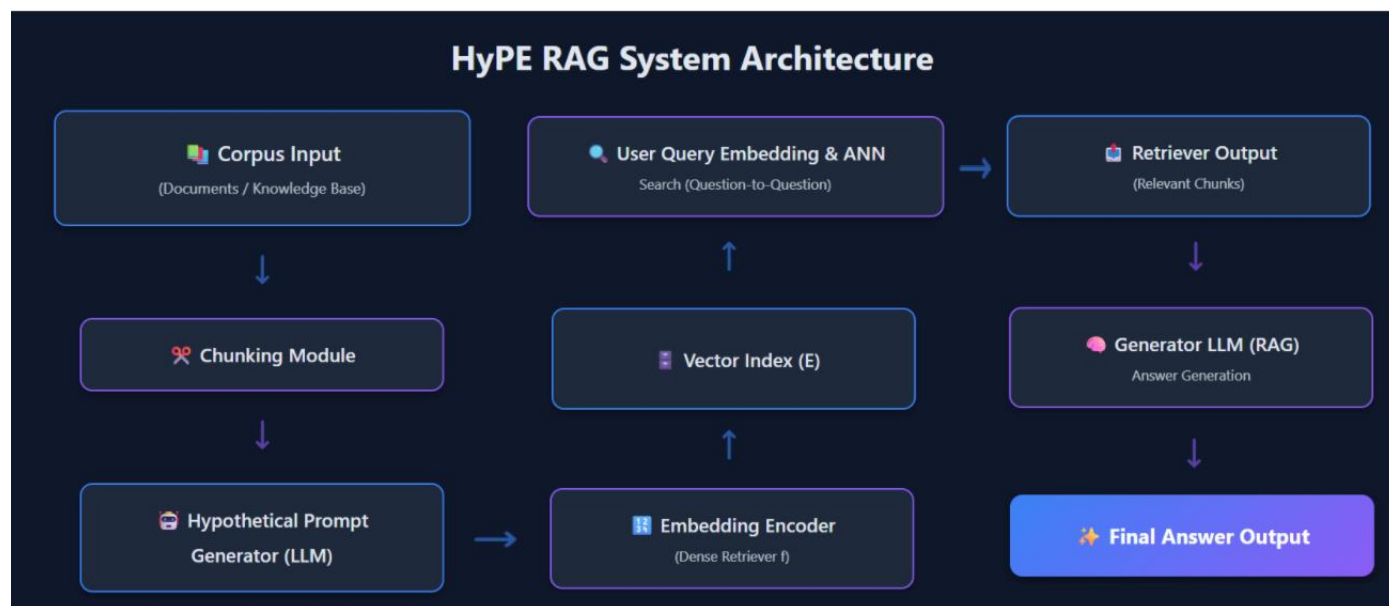 HyPE RAG System Architecture
Corpus Input
(Documents / Knowledge Base)
Chunking Module
Hypothetical Prompt
Generator (LLM)
Embedding Encoder
(Dense Retriever f)
Vector Index (E)
User Query Embedding & ANN
Search (Question-to-Question)
Retriever Output
(Relevant Chunks)
Generator LLM (RAG)
Answer Generation
Final Answer Output